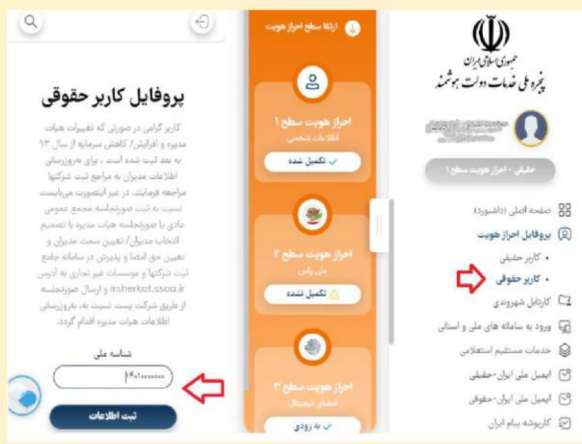 جمهوری اسلامی ایران
پنجره ملی خدمات دولت هوشمند
حقیقی - احراز هویت سطح ۱
صفحه اصلی (داشبورد)
پروفایل احراز هویت
کاربر حقیقی
کاربر حقوقی
کارتابل شهروندی
ورود به سامانه های ملی و استانی
خدمات مستقیم استعلامی
ایمیل ملی ایران-حقیقی
ایمیل ملی ایران-حقوقی
کارپوشه پیام ایران
ارتقا سطح احراز هویت
احراز هویت سطح ۱
اطلاعات شخصی
تکمیل شده
احراز هویت سطح ۲
ملی پلاس
تکمیل نشده
احراز هویت سطح ۳
امضای دیجیتال
به زودی
پروفایل کاربر حقوقی
کاربر گرامی در صورتی که تغییرات هیات
مدیره و افزایش/ کاهش سرمایه از سال ۹۳
به بعد ثبت شده است ، برای به‌روزرسانی
اطلاعات مدیران به مراجع ثبت شرکتها
مراجعه فرمایند. در غیر اینصورت می‌بایست
نسبت به ثبت صورتجلسه مجمع عمومی
عادی یا صورتجلسه هیات مدیره با تصمیم
انتخاب مدیران/ تعیین سمت مدیران و
تعیین حق امضا و پذیرش در سامانه جامع
ثبت شرکتها و موسسات غیر تجاری به آدرس
irsherkat.ssaa.ir و ارسال صورتجلسه
از طریق شرکت پست نسبت به، به‌روزرسانی
اطلاعات هیات مدیره اقدام گردد.
شناسه ملی
ثبت اطلاعات